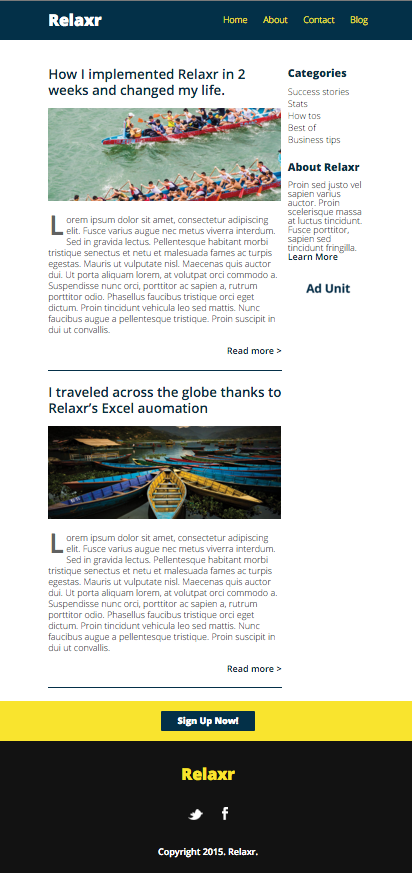 Relaxr
Home About Contact Blog
How I implemented Relaxr in 2
weeks and changed my life.
Lorem ipsum dolor sit amet, consectetur adipiscing
elit. Fusce varius augue nec metus viverra interdum.
Sed in gravida lectus. Pellentesque habitant morbi
tristique senectus et netus et malesuada fames ac turpis
egestas. Mauris ut vulputate nisl. Maecenas quis auctor
dui. Ut porta aliquam lorem, at volutpat orci commodo a.
Suspendisse nunc orci, porttitor ac sapien a, rutrum
porttitor odio. Phasellus faucibus tristique orci eget
dictum. Proin tincidunt vehicula leo sed mattis. Nunc
faucibus augue a pellentesque tristique. Proin suscipit in
dui ut convallis.
Read more >
I traveled across the globe thanks to
Relaxr’s Excel auomation
Lorem ipsum dolor sit amet, consectetur adipiscing
elit. Fusce varius augue nec metus viverra interdum.
Sed in gravida lectus. Pellentesque habitant morbi
tristique senectus et netus et malesuada fames ac turpis
egestas. Mauris ut vulputate nisl. Maecenas quis auctor
dui. Ut porta aliquam lorem, at volutpat orci commodo a.
Suspendisse nunc orci, porttitor ac sapien a, rutrum
porttitor odio. Phasellus faucibus tristique orci eget
dictum. Proin tincidunt vehicula leo sed mattis. Nunc
faucibus augue a pellentesque tristique. Proin suscipit in
dui ut convallis.
Read more >
Categories
Success stories
Stats
How tos
Best of
Business tips
About Relaxr
Proin sed justo vel
sapien varius
auctor. Proin
scelerisque massa
at luctus tincidunt.
Fusce porttitor,
sapien sed
tincidunt fringilla.
Learn More
Ad Unit
Sign Up Now!
Relaxr
Copyright 2015. Relaxr.